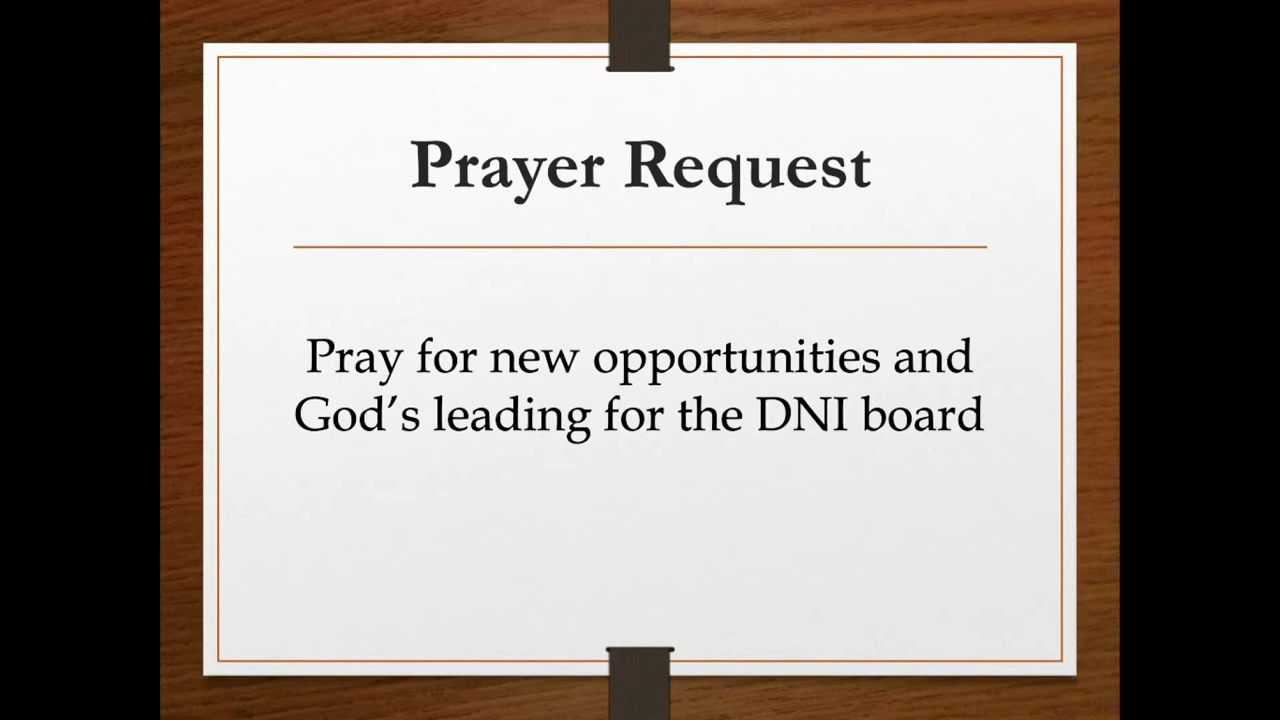 Prayer Request
Pray for new opportunities and
God’s leading for the DNI board